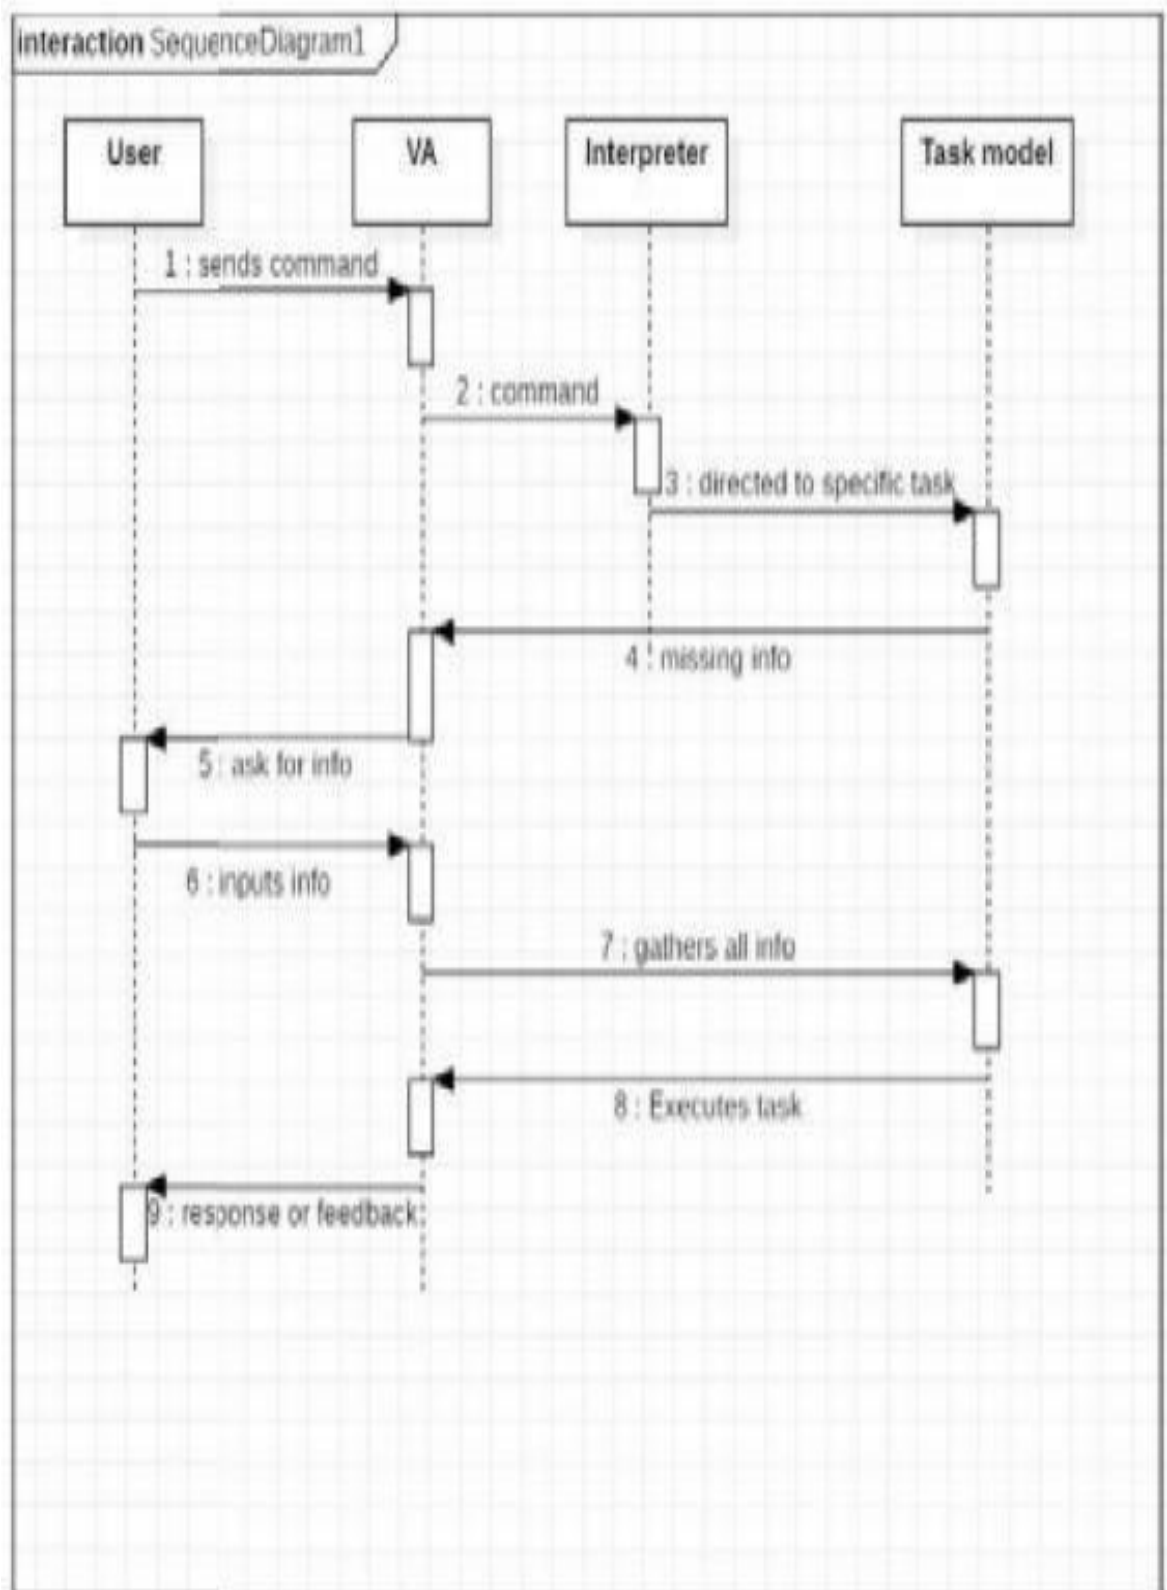 interaction SequenceDiagram1
User
VA
Interpreter
Task model
1 : sends command
2 : command
3 : directed to specific task
4 : missing info
5 : ask for info
6 : inputs info
7 : gathers all info
8 : Executes task
9 : response or feedback